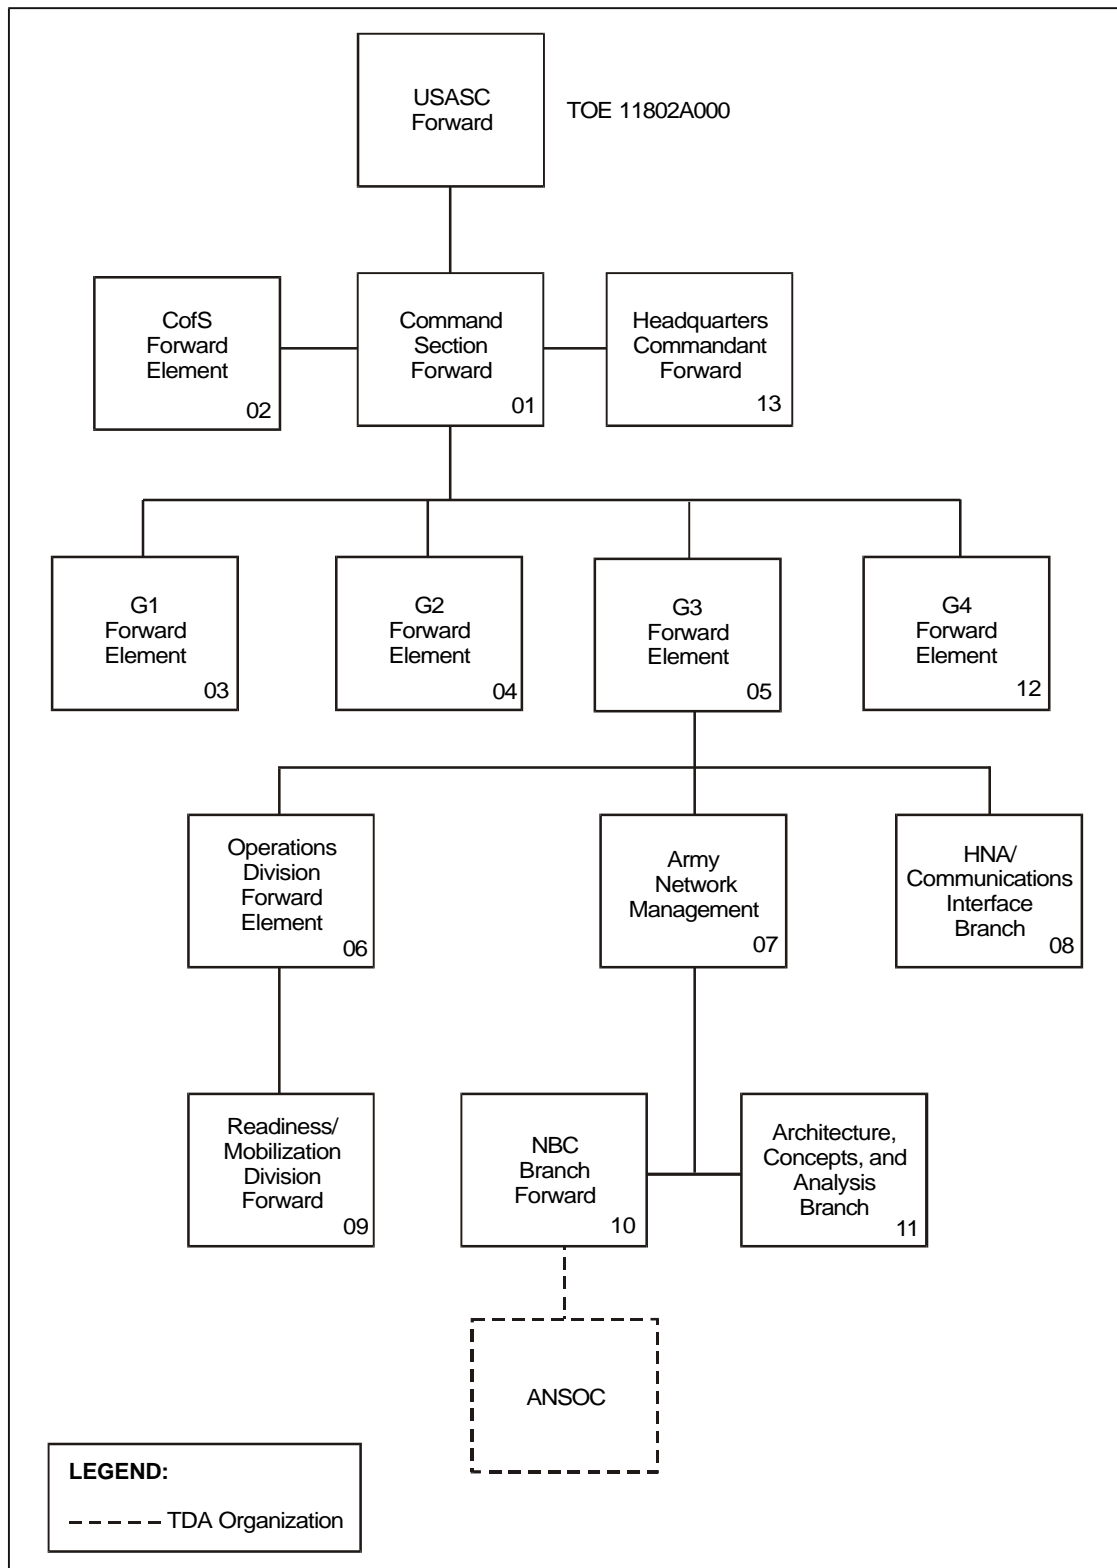 USASC
Forward
TOE 11802A000
CofS
Forward
Element
02
Command
Section
Forward
01
Headquarters
Commandant
Forward
13
G1
Forward
Element
03
G2
Forward
Element
04
G3
Forward
Element
05
G4
Forward
Element
12
Operations
Division
Forward
Element
06
Army
Network
Management
07
HNA/
Communications
Interface
Branch
08
Readiness/
Mobilization
Division
Forward
09
NBC
Branch
Forward
10
Architecture,
Concepts, and
Analysis
Branch
11
ANSOC
LEGEND:
TDA Organization